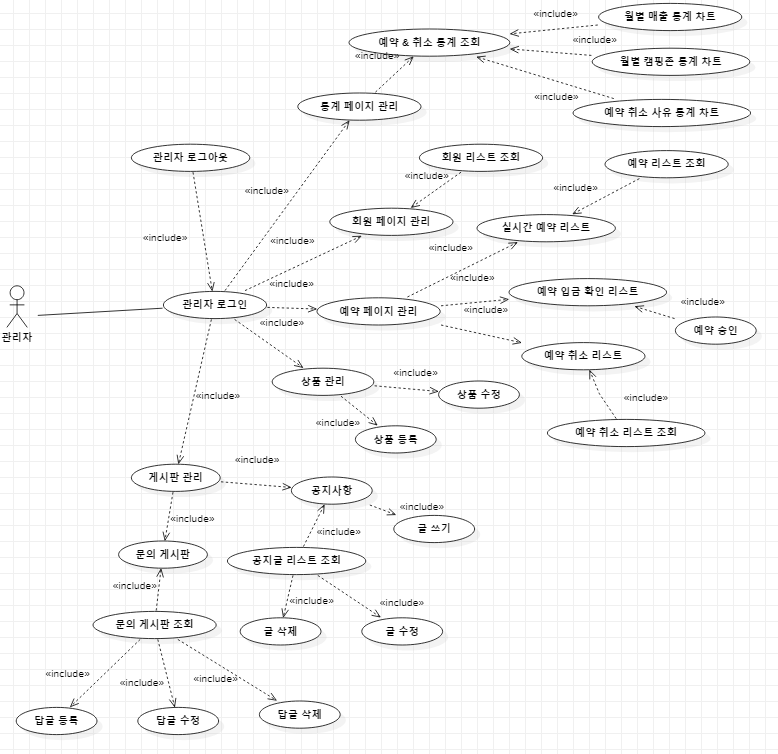 «include»
월별 매출 통계 차트
예약 & 취소 통계 조회
«include»
«include»
월별 캠핑존 통계 차트
«include»
통계 페이지 관리
예약 취소 사유 통계 차트
관리자 로그아웃
회원 리스트 조회
예약 리스트 조회
«include»
«include»
«include»
회원 페이지 관리
실시간 예약 리스트
«include»
«include»
«include»
«include»
예약 입금 확인 리스트
관리자 로그인
«include»
예약 페이지 관리
«include»
«include»
예약 승인
관리자
예약 취소 리스트
상품 관리
«include»
상품 수정
«include»
«include»
«include»
상품 등록
예약 취소 리스트 조회
«include»
게시판 관리
공지사항
«include»
«include»
글 쓰기
문의 게시판
«include»
공지글 리스트 조회
«include»
«include»
«include»
문의 게시판 조회
글 삭제
글 수정
«include»
«include»
«include»
답글 등록
답글 수정
답글 삭제